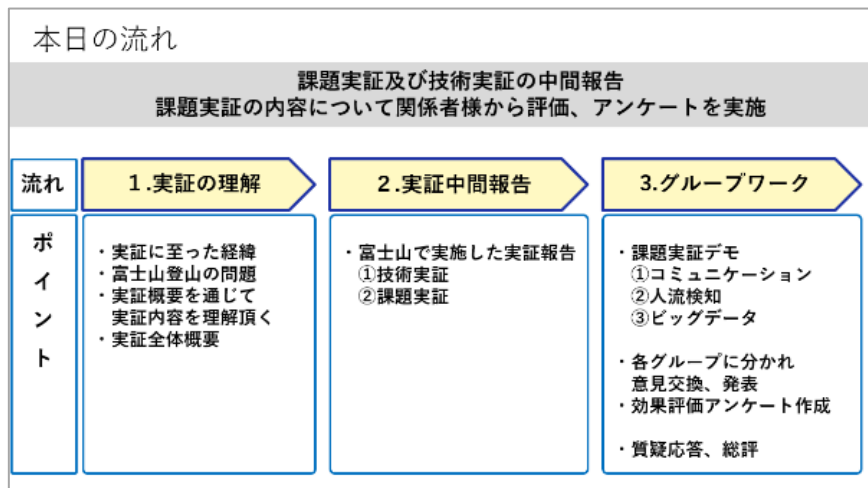 本日の流れ
課題実証及び技術実証の中間報告
課題実証の内容について関係者様から評価、アンケートを実施
流れ
1.実証の理解
2.実証中間報告
3.グループワーク
ポイント
・実証に至った経緯
・富士山登山の問題
・実証概要を通じて
実証内容を理解頂く
・実証全体概要
・富士山で実施した実証報告
①技術実証
②課題実証
・課題実証デモ
①コミュニケーション
②人流検知
③ビッグデータ
・各グループに分かれ
意見交換、発表
・効果評価アンケート作成
・質疑応答、総評